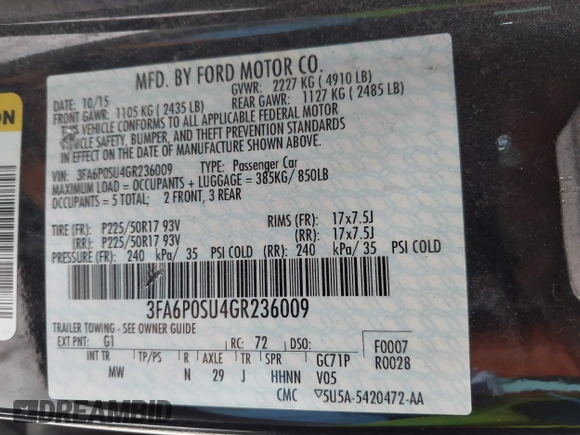 MFD. BY FORD MOTOR CO.
DATE: 10/15 GVWR: 2227 KG ( 4910 LB)
FRONT GAWR: 1105 KG ( 2435 LB) REAR GAWR: 1127 KG ( 2485 LB)
THIS VEHICLE CONFORMS TO ALL APPLICABLE FEDERAL MOTOR
VEHICLE SAFETY, BUMPER, AND THEFT PREVENTION STANDARDS
IN EFFECT ON THE DATE OF MANUFACTURE SHOWN ABOVE.
VIN: 3FA6P0SU4GR236009 TYPE: Passenger Car
MAXIMUM LOAD = OCCUPANTS + LUGGAGE = 385KG/ 850LB
OCCUPANTS = 5 TOTAL; 2 FRONT, 3 REAR
TIRE (FR): P225/50R17 93V RIMS (FR): 17x7.5J
(RR): P225/50R17 93V (RR): 17x7.5J
PRESSURE (FR): 240 kPa/ 35 PSI COLD (RR): 240 kPa/ 35 PSI COLD
3FA6P0SU4GR236009
TRAILER TOWING - SEE OWNER GUIDE
EXT PNT: G1 RC: 72 DSO: F0007
INT TR TP/PS R AXLE TR SPR GC71P R0028
MW N 29 J HHNN V05
CMC ▽5U5A-5420472-AA
ON
DREAMBID